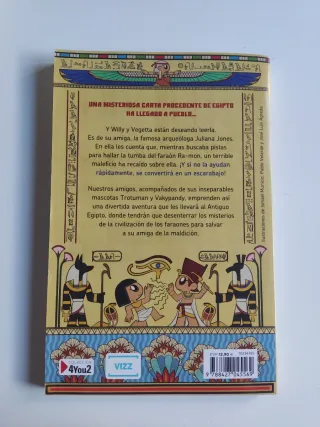 UNA MISTERIOSA CARTA PROCEDENTE DE EGIPTO
HA LLEGADO A PUEBLO...
Y Willy y Vegetta están deseando leerla.
Es de su amiga, la famosa arqueóloga Juliana Jones.
En ella les cuenta que, mientras buscaba pistas
para hallar la tumba del faraón Ra-mon, un terrible
maleficio ha recaído sobre ella. ¡Y si no la ayudan
rápidamente, se convertirá en un escarabajo!
Nuestros amigos, acompañados de sus inseparables
mascotas Trotuman y Vakypandy, emprenden así
una divertida aventura que les llevará al Antiguo
Egipto, donde tendrán que desenterrar los misterios
de la civilización de los faraones para salvar
a su amiga de la maldición.
4You2
VIZZ
9 788427 045569